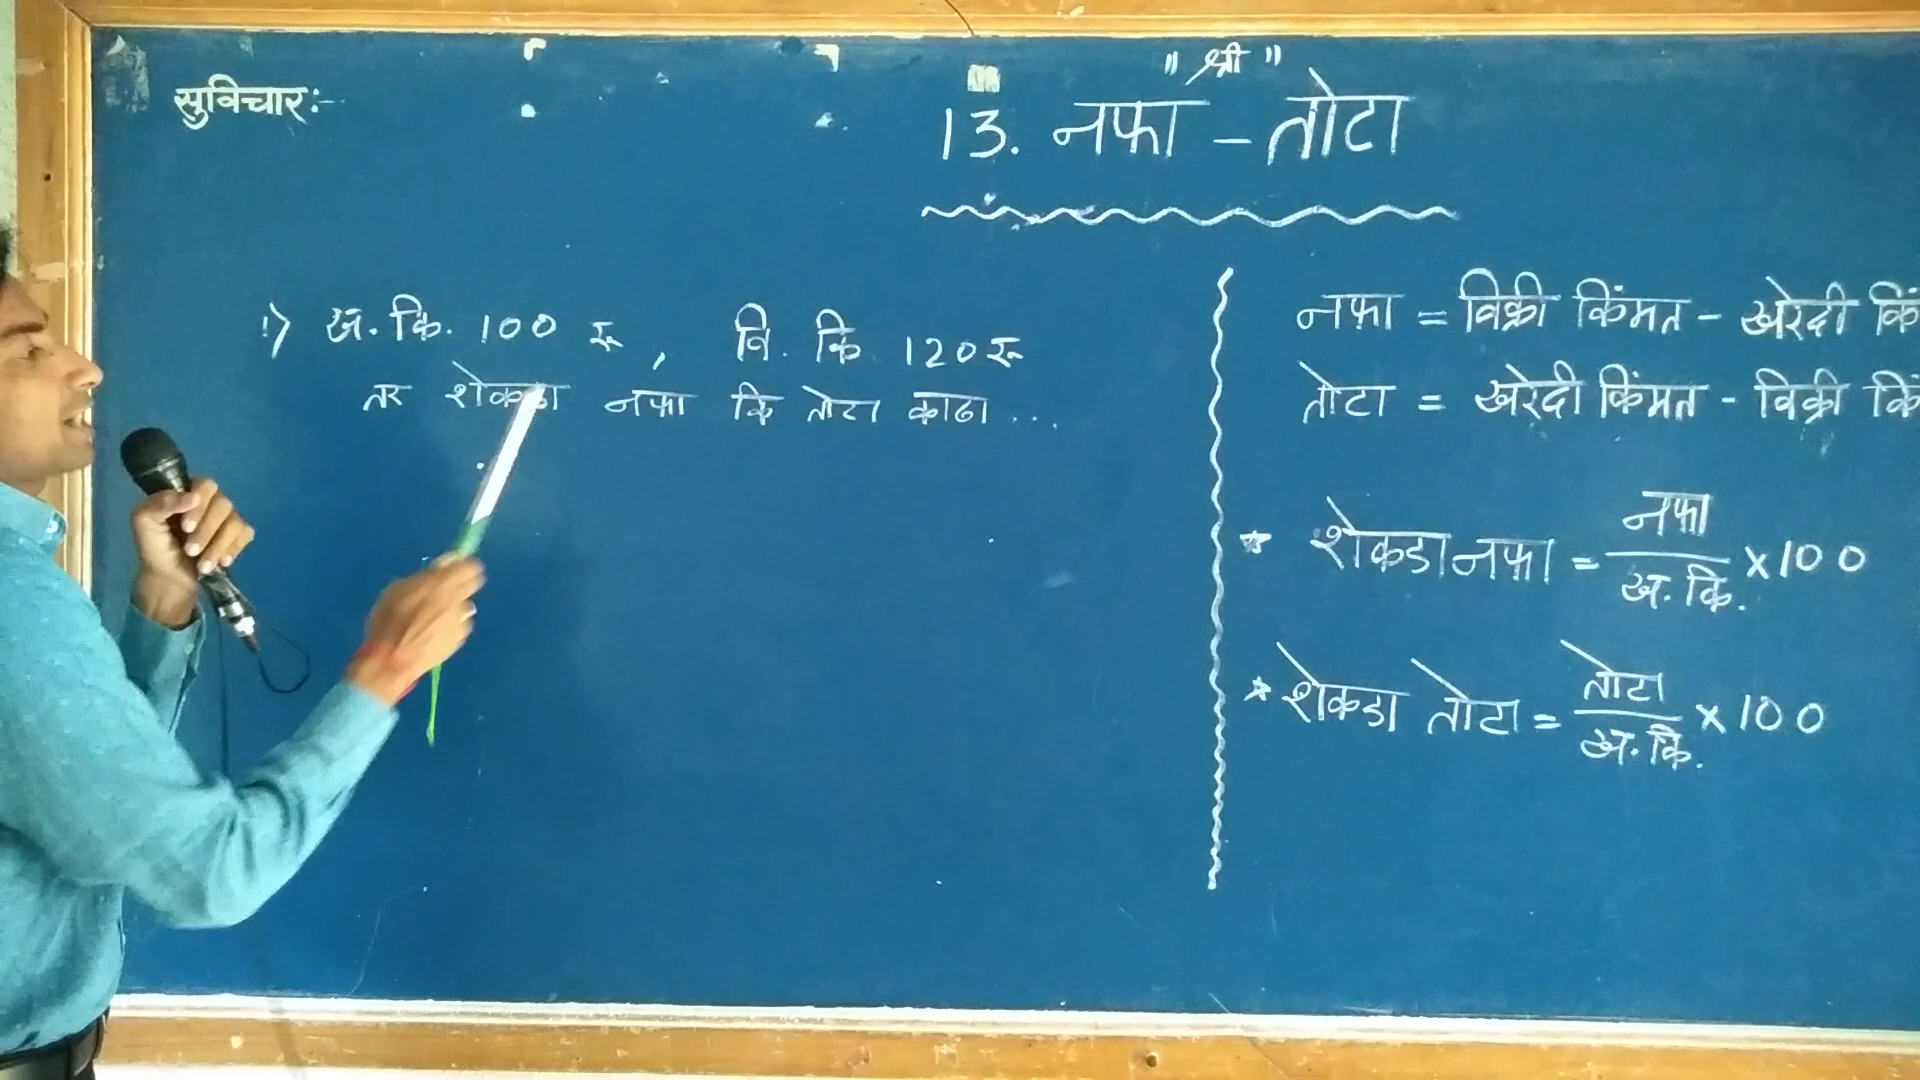 " श्री "
सुविचार:-
13. नफा - तोटा
1) ख. कि. 100 रू , वि. कि 120 रू
तर शेकडा नफा कि तोटा काढा ...
नफा = विक्री किंमत - खरेदी किं
तोटा = खरेदी किंमत - विक्री किं
* शेकडा नफा = नफा / ख. कि. × 100
* शेकडा तोटा = तोटा / ख. कि. × 100